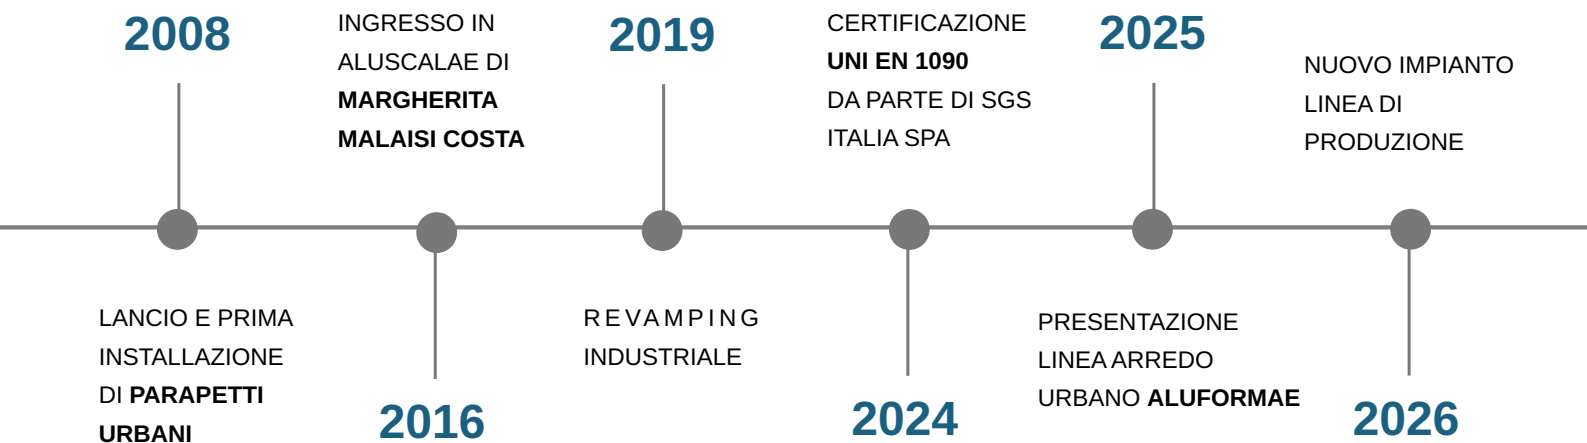 2008
LANCIO E PRIMA
INSTALLAZIONE
DI PARAPETTI
URBANI
INGRESSO IN
ALUSCALAE DI
MARGHERITA
MALAISI COSTA
2016
2019
REVAMPING
INDUSTRIALE
CERTIFICAZIONE
UNI EN 1090
DA PARTE DI SGS
ITALIA SPA
2024
2025
PRESENTAZIONE
LINEA ARREDO
URBANO ALUFORMAE
NUOVO IMPIANTO
LINEA DI
PRODUZIONE
2026